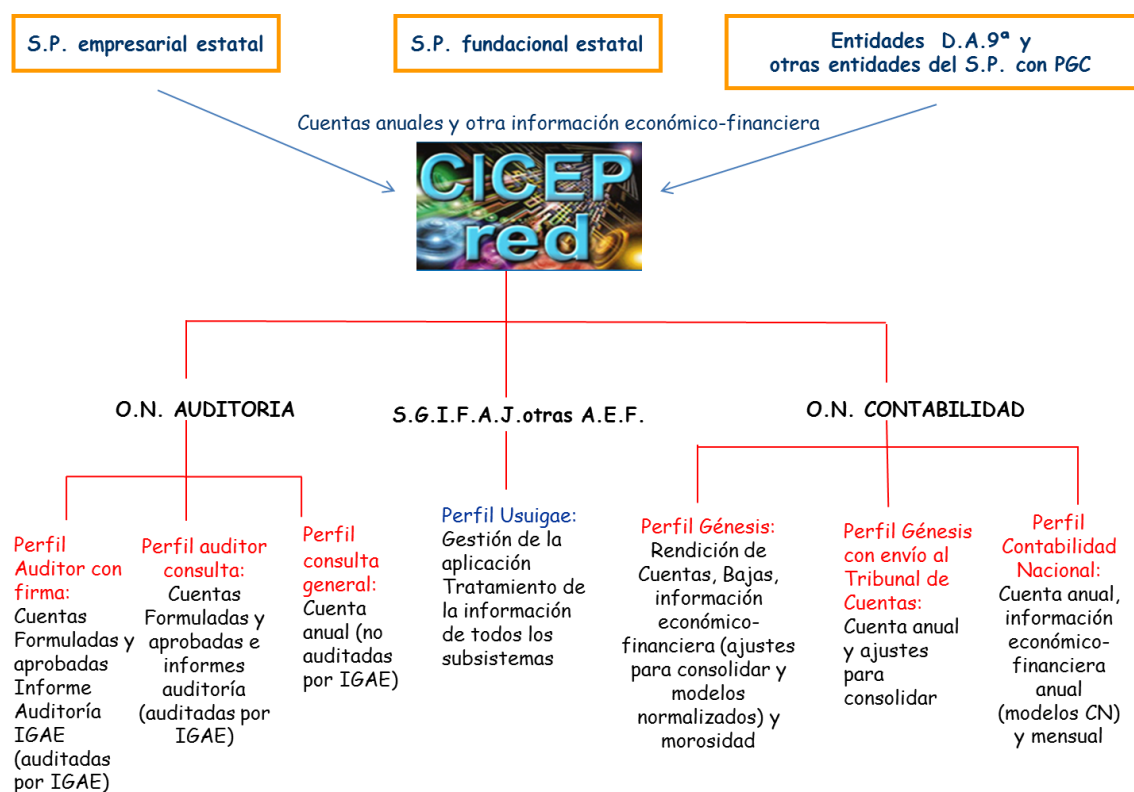 S.P. empresarial estatal
S.P. fundacional estatal
Entidades D.A.9ª y
otras entidades del S.P. con PGC
Cuentas anuales y otra información económico-financiera
CICEP
red
O.N. AUDITORIA
S.G.I.F.A.J.otras A.E.F.
O.N. CONTABILIDAD
Perfil
Auditor con
firma:
Cuentas
Formuladas y
aprobadas
Informe
Auditoría
IGAE
(auditadas
por IGAE)
Perfil auditor
consulta:
Cuentas
Formuladas y
aprobadas e
informes
auditoría
(auditadas por
IGAE)
Perfil
consulta
general:
Cuenta
anual (no
auditadas
por IGAE)
Perfil Usuigae:
Gestión de la
aplicación
Tratamiento de
la información
de todos los
subsistemas
Perfil Génesis:
Rendición de
Cuentas, Bajas,
información
económico-
financiera (ajustes
para consolidar y
modelos
normalizados) y
morosidad
Perfil Génesis
con envío al
Tribunal de
Cuentas:
Cuenta anual
y ajustes
para
consolidar
Perfil
Contabilidad
Nacional:
Cuenta anual,
información
económico-
financiera
anual
(modelos CN)
y mensual